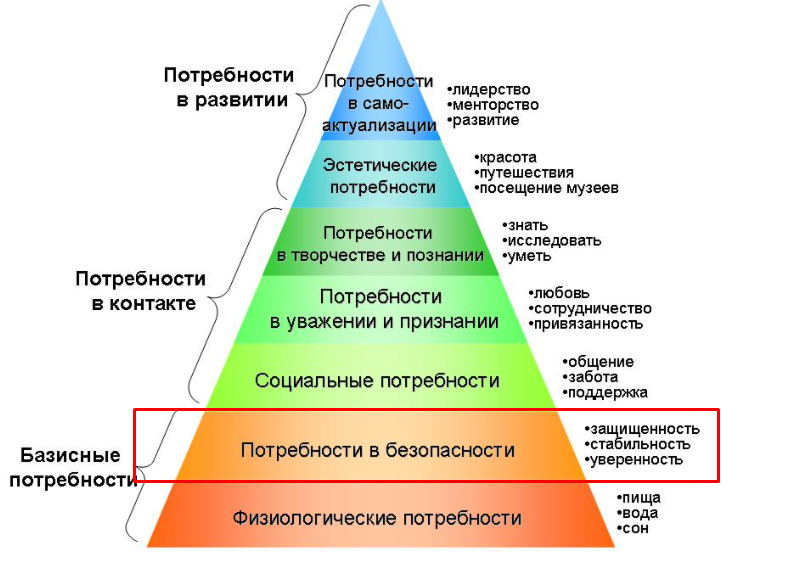 Потребности
в развитии
Потребности
в само-
актуализации
•лидерство
•менторство
•развитие
Эстетические
потребности
•красота
•путешествия
•посещение музеев
Потребности
в контакте
Потребности
в творчестве и познании
•знать
•исследовать
•уметь
Потребности
в уважении и признании
•любовь
•сотрудничество
•привязанность
Социальные потребности
•общение
•забота
•поддержка
Базисные
потребности
Потребности в безопасности
•защищенность
•стабильность
•уверенность
Физиологические потребности
•пища
•вода
•сон